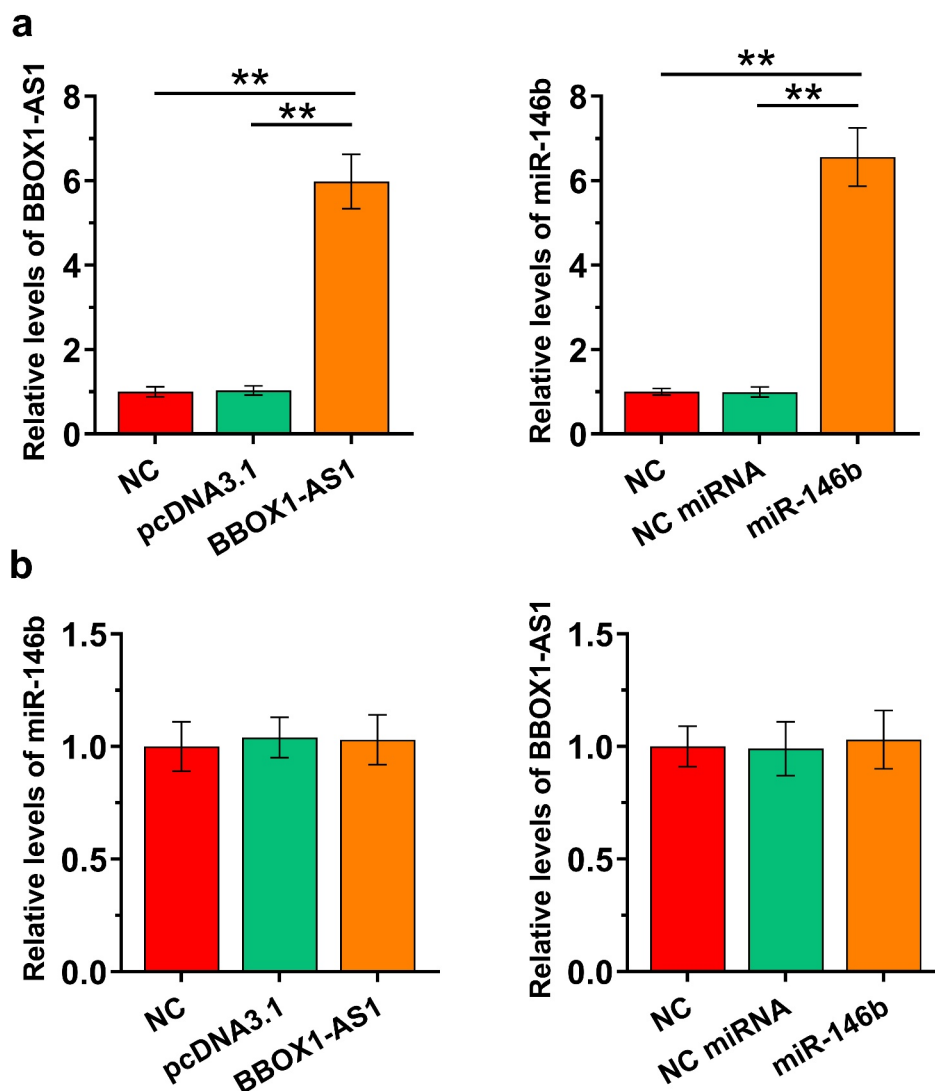 a
Relative levels of BBOX1-AS1
8
6
4
2
0
**
**
NC
pcDNA3.1
BBOX1-AS1
Relative levels of miR-146b
8
6
4
2
0
**
**
NC
NC miRNA
miR-146b
b
Relative levels of miR-146b
1.5
1.0
0.5
0.0
NC
pcDNA3.1
BBOX1-AS1
Relative levels of BBOX1-AS1
1.5
1.0
0.5
0.0
NC
NC miRNA
miR-146b